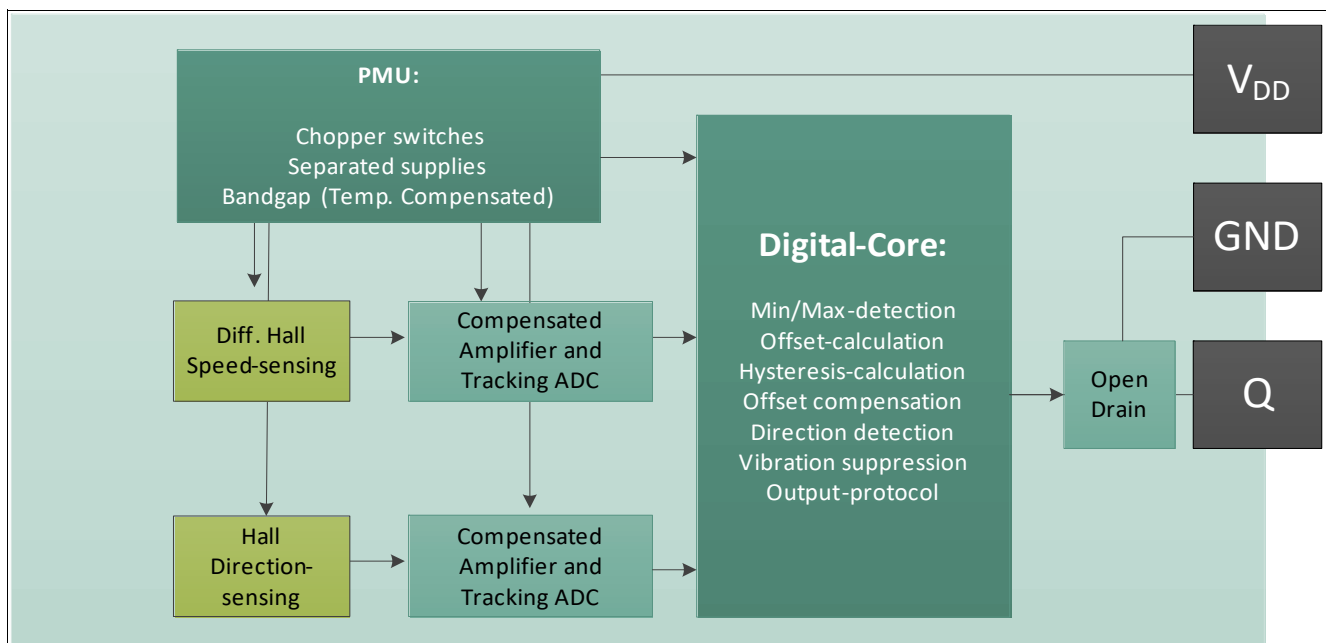 PMU:
Chopper switches
Separated supplies
Bandgap (Temp. Compensated)
V_DD
GND
Digital-Core:
Min/Max-detection
Offset-calculation
Hysteresis-calculation
Offset compensation
Direction detection
Vibration suppression
Output-protocol
Diff. Hall
Speed-sensing
Compensated
Amplifier and
Tracking ADC
Open
Drain
Q
Hall
Direction-
sensing
Compensated
Amplifier and
Tracking ADC